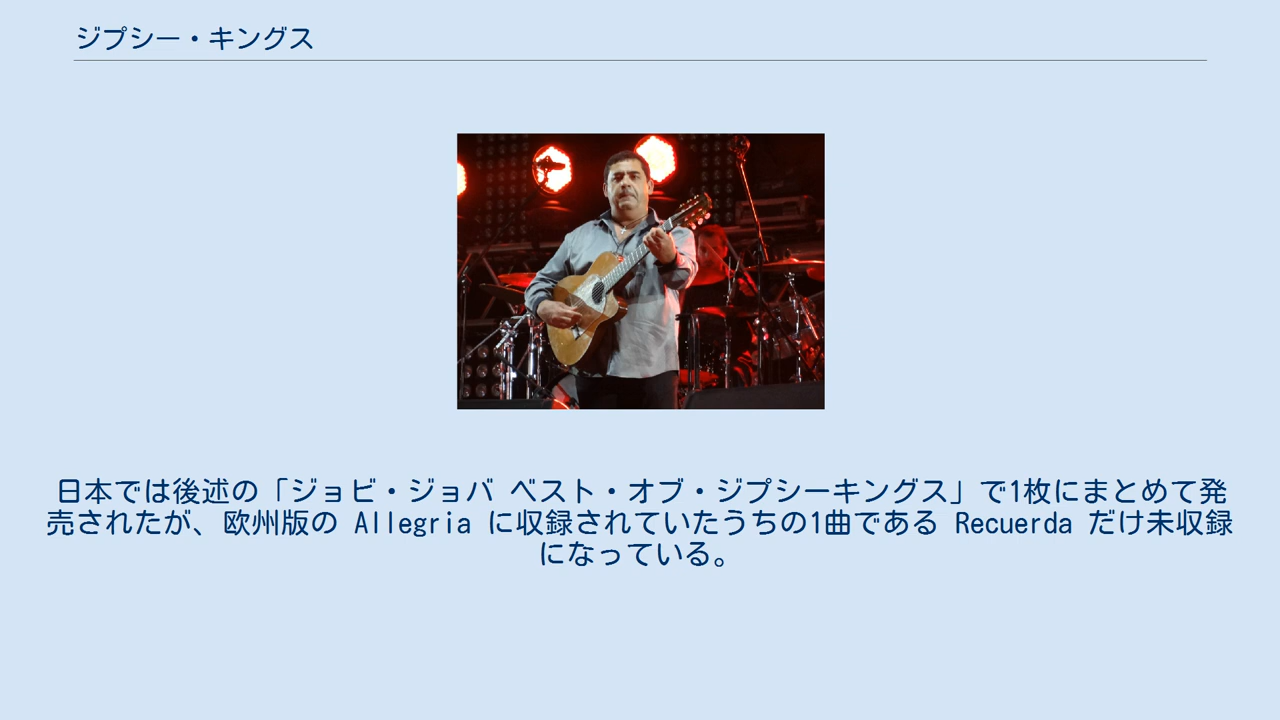 ジプシー・キングス
日本では後述の「ジョビ・ジョバ ベスト・オブ・ジプシーキングス」で1枚にまとめて発
売されたが、欧州版の Allegria に収録されていたうちの1曲である Recuerda だけ未収録
になっている。